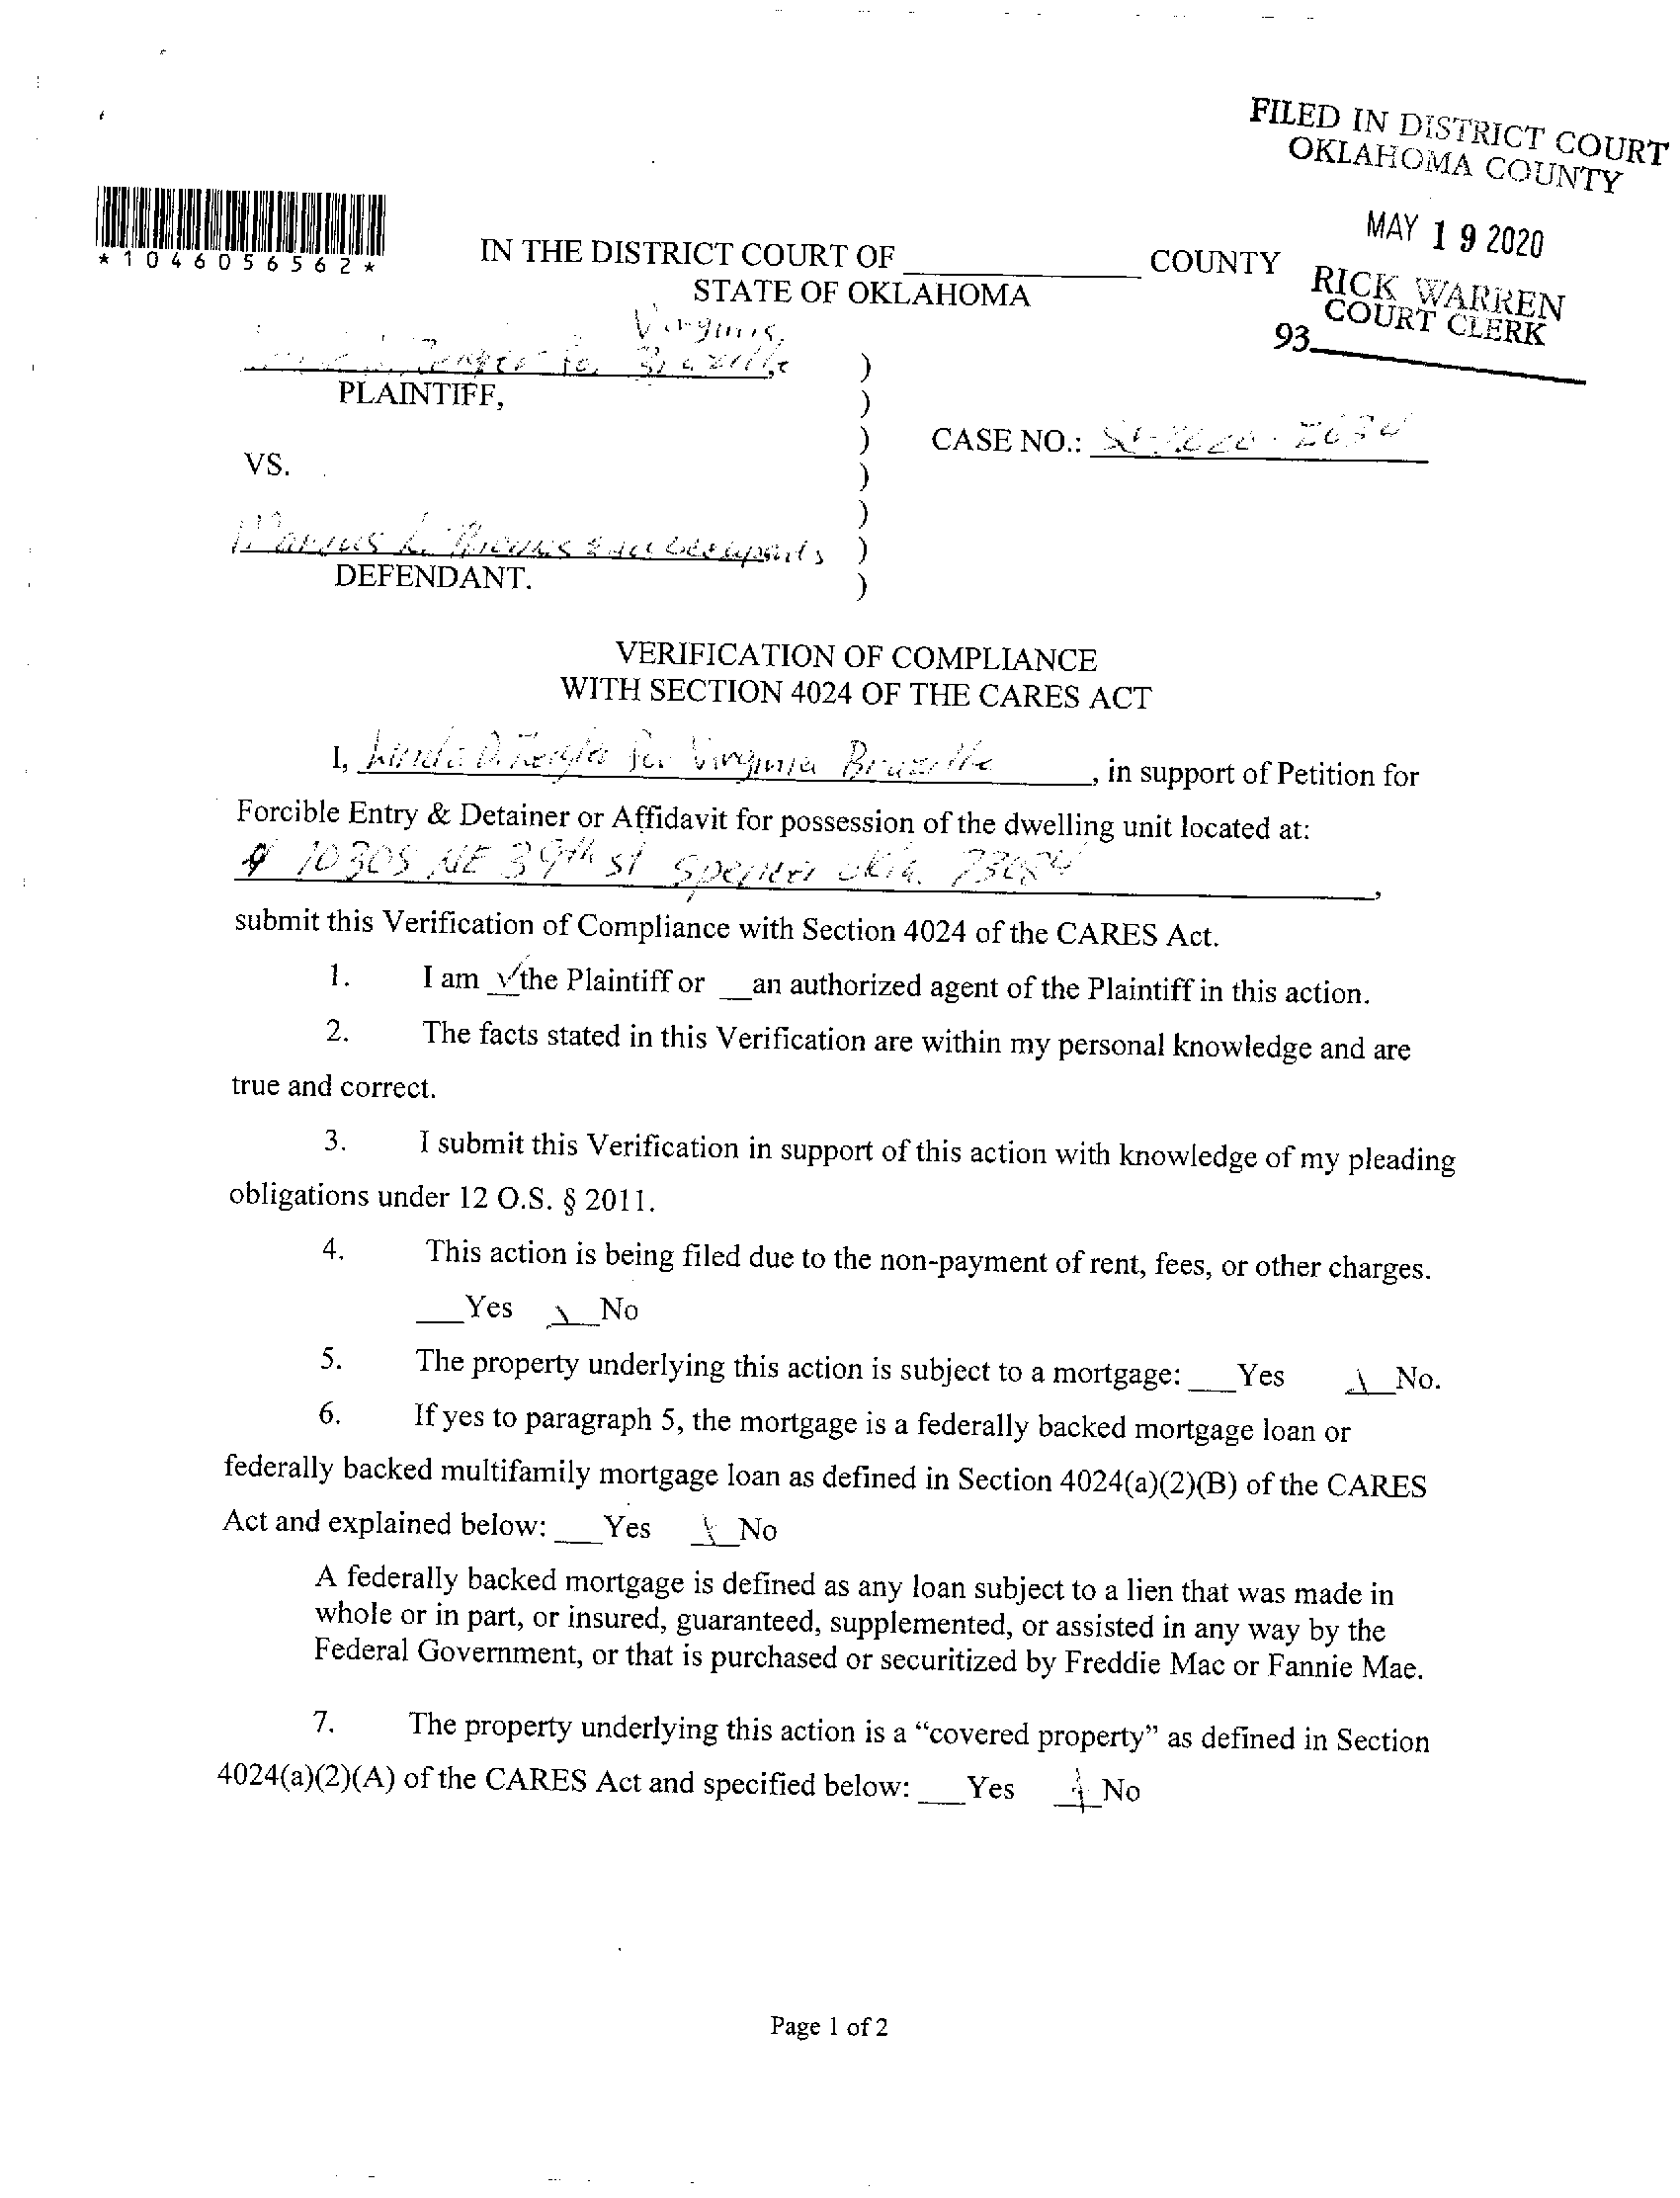 FILED IN DISTRICT COURT
OKLAHOMA COUNTY
MAY 19 2020
RICK WARREN
COURT CLERK
93
*1046056562*
IN THE DISTRICT COURT OF ____________ COUNTY
STATE OF OKLAHOMA
Virginia
for Brazille )
PLAINTIFF, )
) CASE NO.: 2020-2634
VS. )
)
Marcus L. Thomas & all occupants )
DEFENDANT. )
VERIFICATION OF COMPLIANCE
WITH SECTION 4024 OF THE CARES ACT
I, Linda D. for Virginia Brazille, in support of Petition for
Forcible Entry & Detainer or Affidavit for possession of the dwelling unit located at:
10305 NE 39th st Spencer Okla. 73084,
submit this Verification of Compliance with Section 4024 of the CARES Act.
1. I am ✓ the Plaintiff or __an authorized agent of the Plaintiff in this action.
2. The facts stated in this Verification are within my personal knowledge and are
true and correct.
3. I submit this Verification in support of this action with knowledge of my pleading
obligations under 12 O.S. § 2011.
4. This action is being filed due to the non-payment of rent, fees, or other charges.
___Yes \__No
5. The property underlying this action is subject to a mortgage: ___Yes \__No.
6. If yes to paragraph 5, the mortgage is a federally backed mortgage loan or
federally backed multifamily mortgage loan as defined in Section 4024(a)(2)(B) of the CARES
Act and explained below: ___Yes \__No
A federally backed mortgage is defined as any loan subject to a lien that was made in
whole or in part, or insured, guaranteed, supplemented, or assisted in any way by the
Federal Government, or that is purchased or securitized by Freddie Mac or Fannie Mae.
7. The property underlying this action is a “covered property” as defined in Section
4024(a)(2)(A) of the CARES Act and specified below: ___Yes \__No
Page 1 of 2